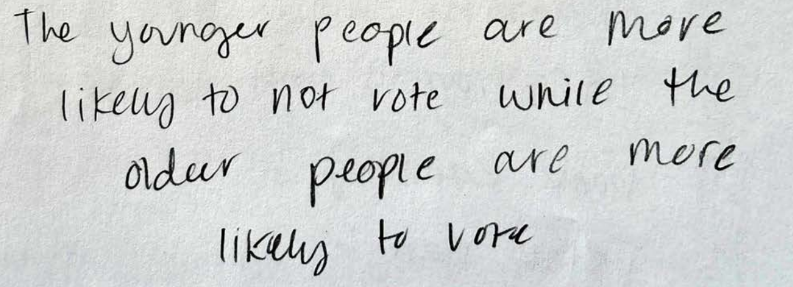 The younger people are more
likely to not vote while the
older people are more
likely to vote